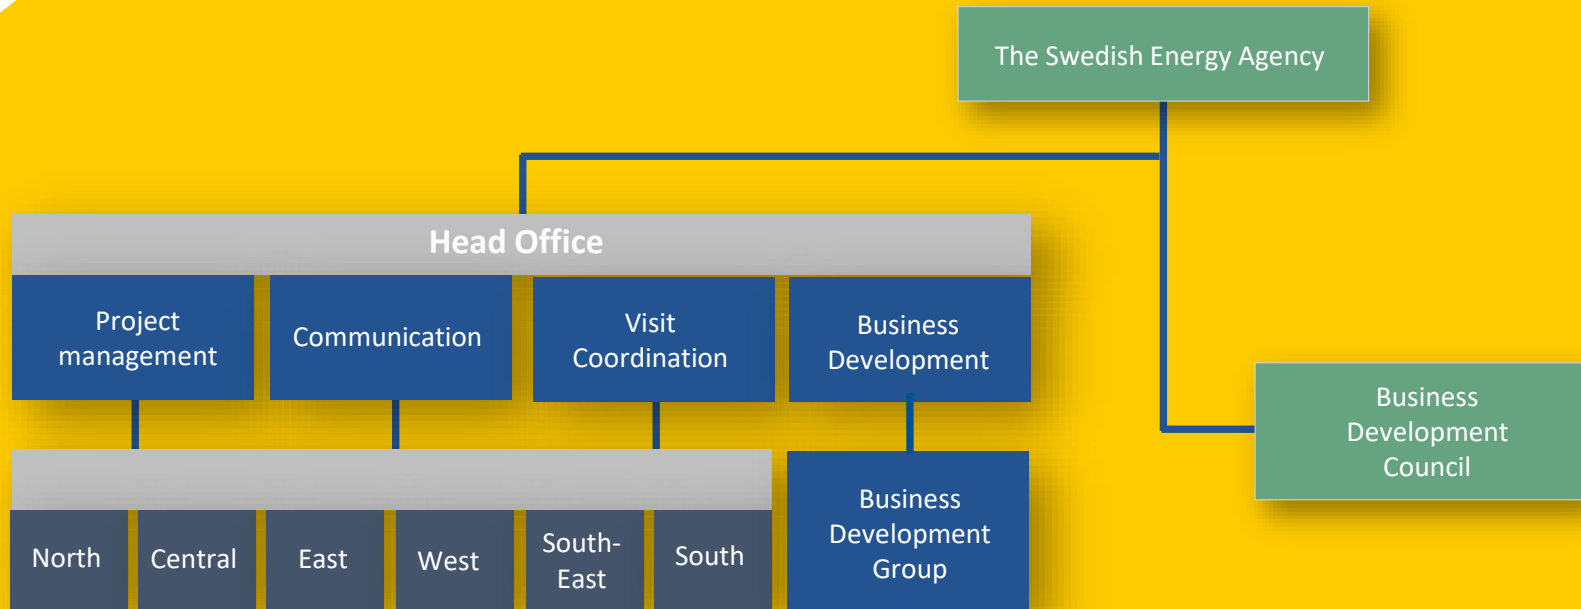 The Swedish Energy Agency
Head Office
Project
management
Communication
Visit
Coordination
Business
Development
Business
Development
Council
North
Central
East
West
South-
East
South
Business
Development
Group